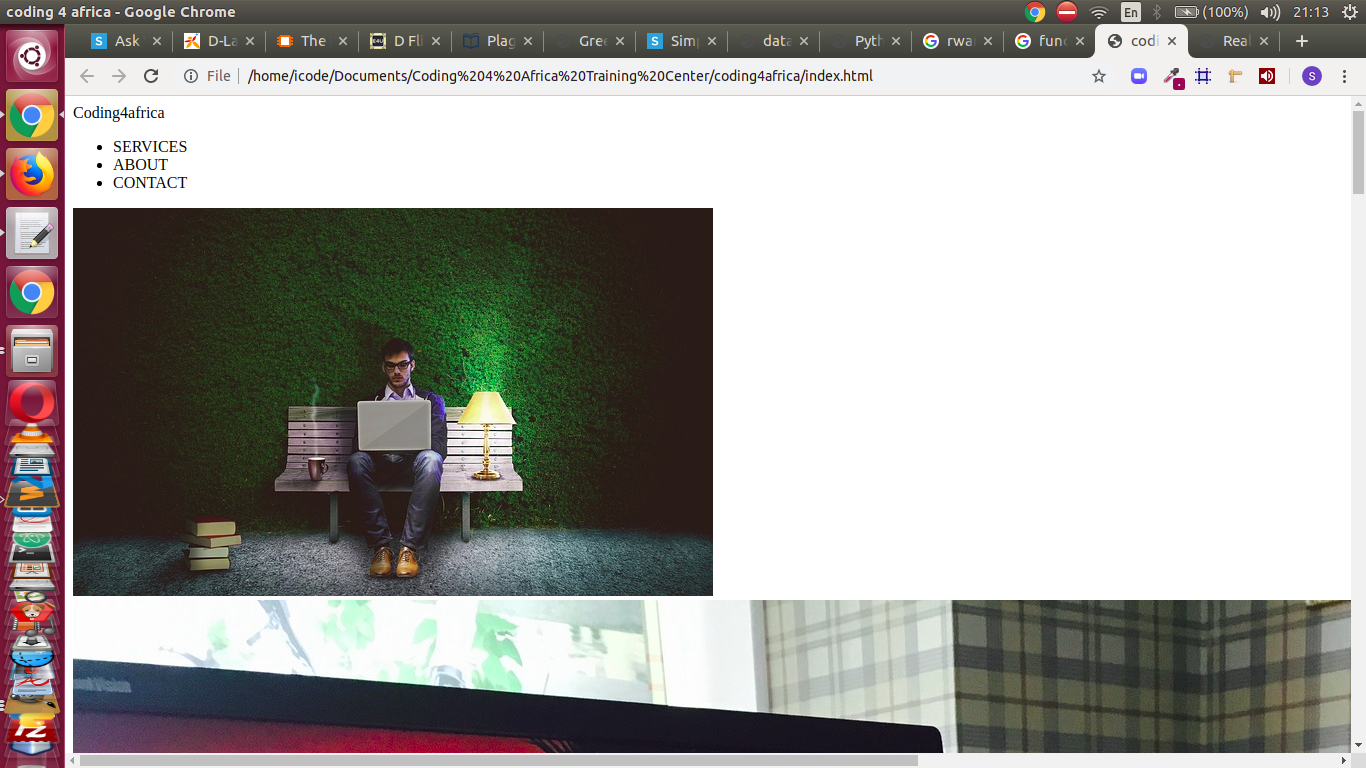 coding 4 africa - Google Chrome
En
(100%)
21:13
Ask
D-La
The
D Fli
Plag
Gree
Simp
data
Pyth
rwa
func
codi
Real
File
/home/icode/Documents/Coding%204%20Africa%20Training%20Center/coding4africa/index.html
S
Coding4africa
SERVICES
ABOUT
CONTACT